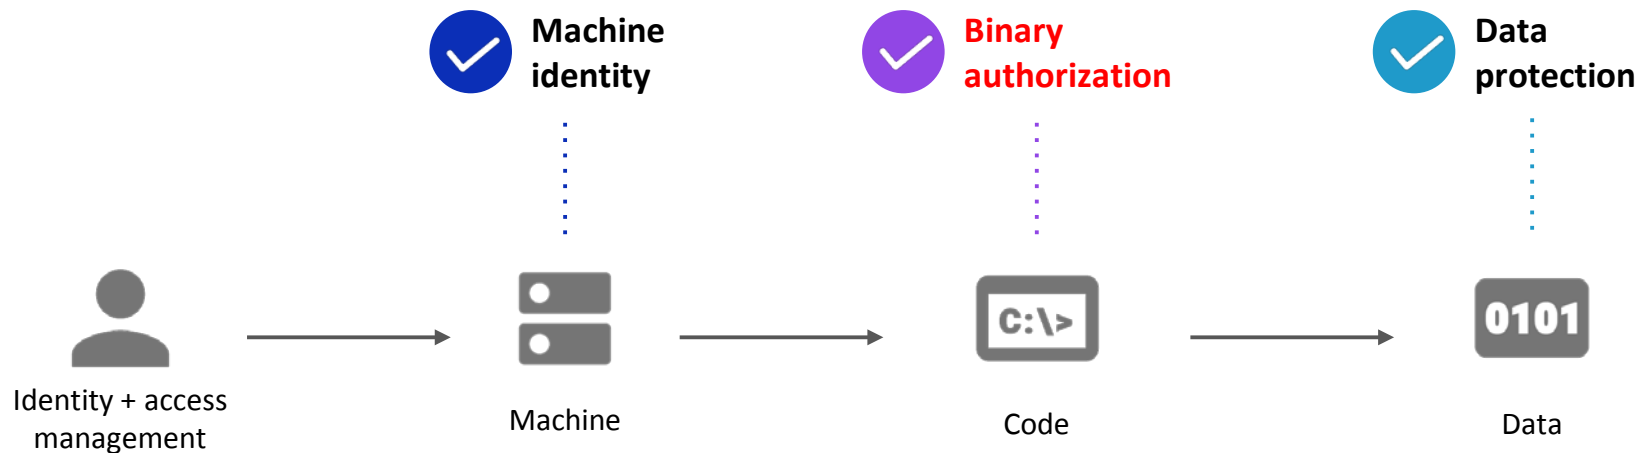 Machine
identity
Binary
authorization
Data
protection
C:\>
0101
Identity + access
management
Machine
Code
Data